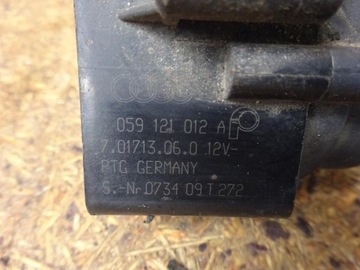 059 121 012 A
7.01713.06.0 12V-
PTG GERMANY
S.-Nr 0734 09 T 272